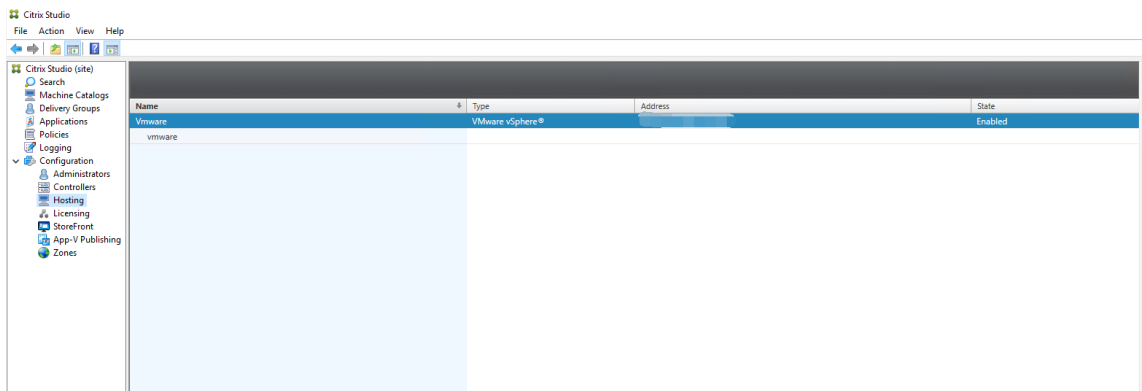 Citrix Studio
File Action View Help
Citrix Studio (site)
Search
Machine Catalogs
Delivery Groups
Applications
Policies
Logging
Configuration
Administrators
Controllers
Hosting
Licensing
StoreFront
App-V Publishing
Zones
Name Type Address State
Vmware VMware vSphere® Enabled
vmware